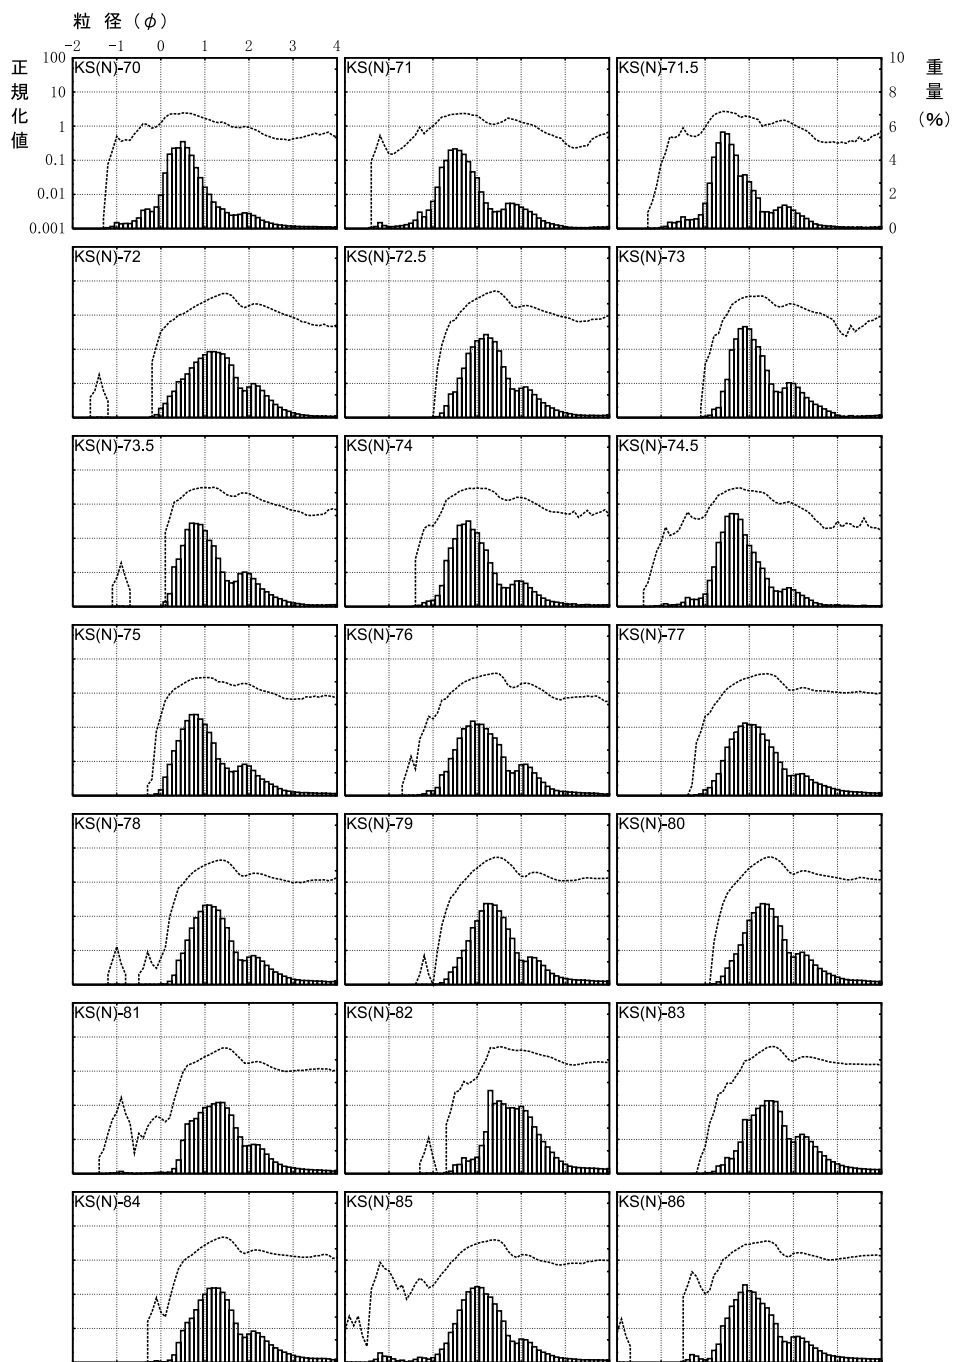 粒 径 (φ)
-2 -1 0 1 2 3 4
正規化値
100
10
1
0.1
0.01
0.001
重量(%)
10
8
6
4
2
0
KS(N)-70 KS(N)-71 KS(N)-71.5
KS(N)-72 KS(N)-72.5 KS(N)-73
KS(N)-73.5 KS(N)-74 KS(N)-74.5
KS(N)-75 KS(N)-76 KS(N)-77
KS(N)-78 KS(N)-79 KS(N)-80
KS(N)-81 KS(N)-82 KS(N)-83
KS(N)-84 KS(N)-85 KS(N)-86